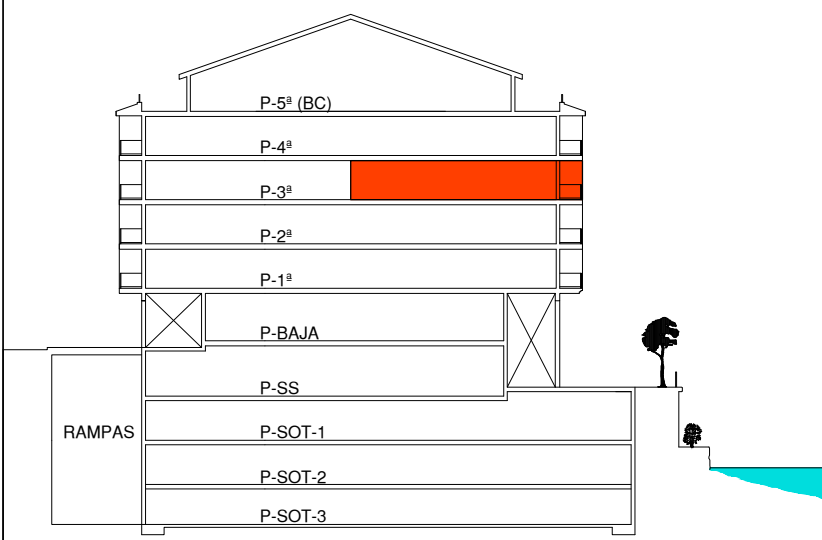 P-5ª (BC)
P-4ª
P-3ª
P-2ª
P-1ª
P-BAJA
P-SS
RAMPAS
P-SOT-1
P-SOT-2
P-SOT-3